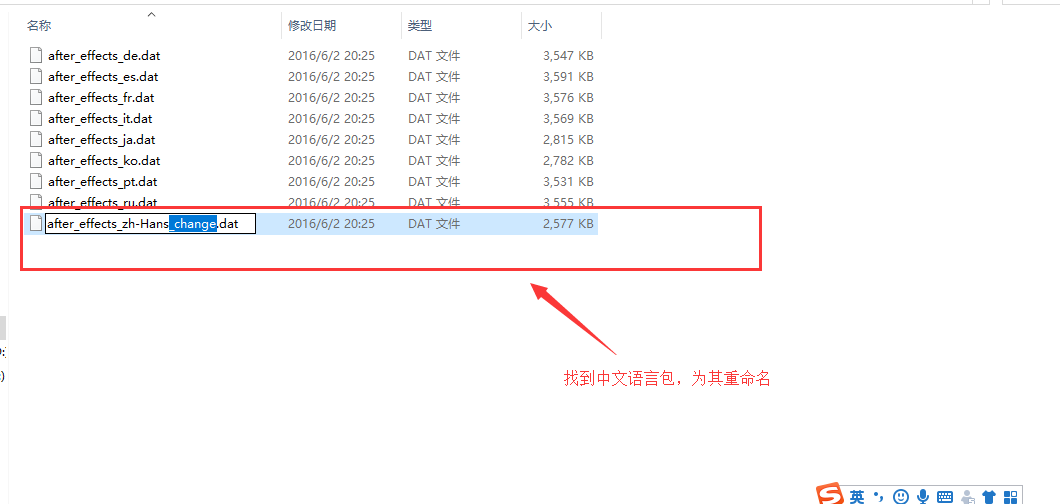 名称 修改日期 类型 大小
after_effects_de.dat 2016/6/2 20:25 DAT 文件 3,547 KB
after_effects_es.dat 2016/6/2 20:25 DAT 文件 3,591 KB
after_effects_fr.dat 2016/6/2 20:25 DAT 文件 3,576 KB
after_effects_it.dat 2016/6/2 20:25 DAT 文件 3,569 KB
after_effects_ja.dat 2016/6/2 20:25 DAT 文件 2,815 KB
after_effects_ko.dat 2016/6/2 20:25 DAT 文件 2,782 KB
after_effects_pt.dat 2016/6/2 20:25 DAT 文件 3,531 KB
after_effects_ru.dat 2016/6/2 20:25 DAT 文件 3,555 KB
after_effects_zh-Hans_change.dat 2016/6/2 20:25 DAT 文件 2,577 KB
找到中文语言包，为其重命名
S 英